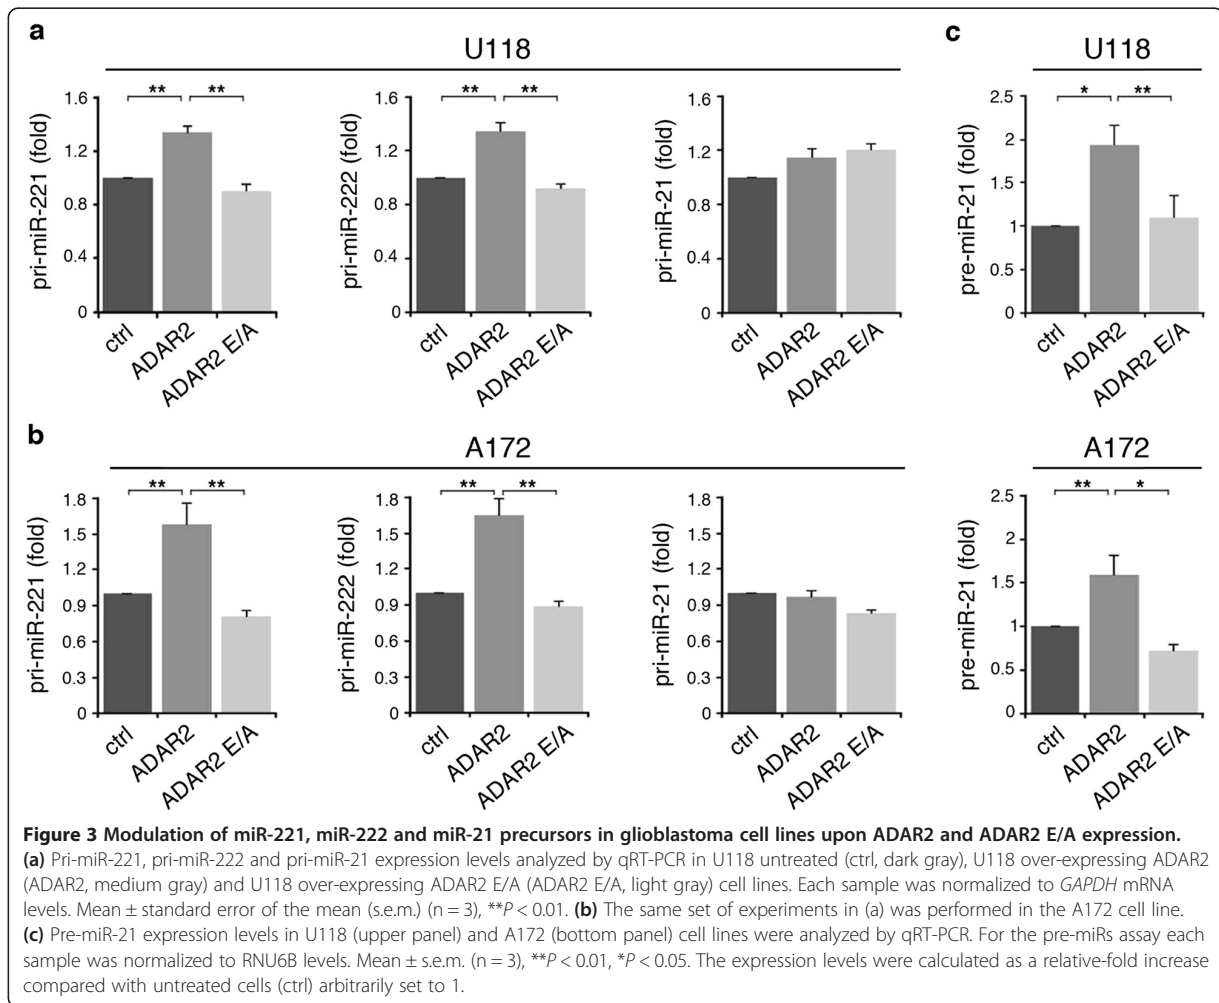 a
U118
c
U118
** **
pri-miR-221 (fold)
1.6
1.2
0.8
0.4
0
ctrl
ADAR2
ADAR2 E/A
** **
pri-miR-222 (fold)
1.6
1.2
0.8
0.4
0
ctrl
ADAR2
ADAR2 E/A
pri-miR-21 (fold)
1.6
1.2
0.8
0.4
0
ctrl
ADAR2
ADAR2 E/A
* **
pre-miR-21 (fold)
2.5
2
1.5
1
0.5
0
ctrl
ADAR2
ADAR2 E/A
b
A172
A172
** **
pri-miR-221 (fold)
1.8
1.5
1.2
0.9
0.6
0.3
0
ctrl
ADAR2
ADAR2 E/A
** **
pri-miR-222 (fold)
1.8
1.5
1.2
0.9
0.6
0.3
0
ctrl
ADAR2
ADAR2 E/A
pri-miR-21 (fold)
1.8
1.5
1.2
0.9
0.6
0.3
0
ctrl
ADAR2
ADAR2 E/A
** *
pre-miR-21 (fold)
2.5
2
1.5
1
0.5
0
ctrl
ADAR2
ADAR2 E/A
Figure 3 Modulation of miR-221, miR-222 and miR-21 precursors in glioblastoma cell lines upon ADAR2 and ADAR2 E/A expression.
(a) Pri-miR-221, pri-miR-222 and pri-miR-21 expression levels analyzed by qRT-PCR in U118 untreated (ctrl, dark gray), U118 over-expressing ADAR2
(ADAR2, medium gray) and U118 over-expressing ADAR2 E/A (ADAR2 E/A, light gray) cell lines. Each sample was normalized to GAPDH mRNA
levels. Mean ± standard error of the mean (s.e.m.) (n = 3), **P < 0.01. (b) The same set of experiments in (a) was performed in the A172 cell line.
(c) Pre-miR-21 expression levels in U118 (upper panel) and A172 (bottom panel) cell lines were analyzed by qRT-PCR. For the pre-miRs assay each
sample was normalized to RNU6B levels. Mean ± s.e.m. (n = 3), **P < 0.01, *P < 0.05. The expression levels were calculated as a relative-fold increase
compared with untreated cells (ctrl) arbitrarily set to 1.